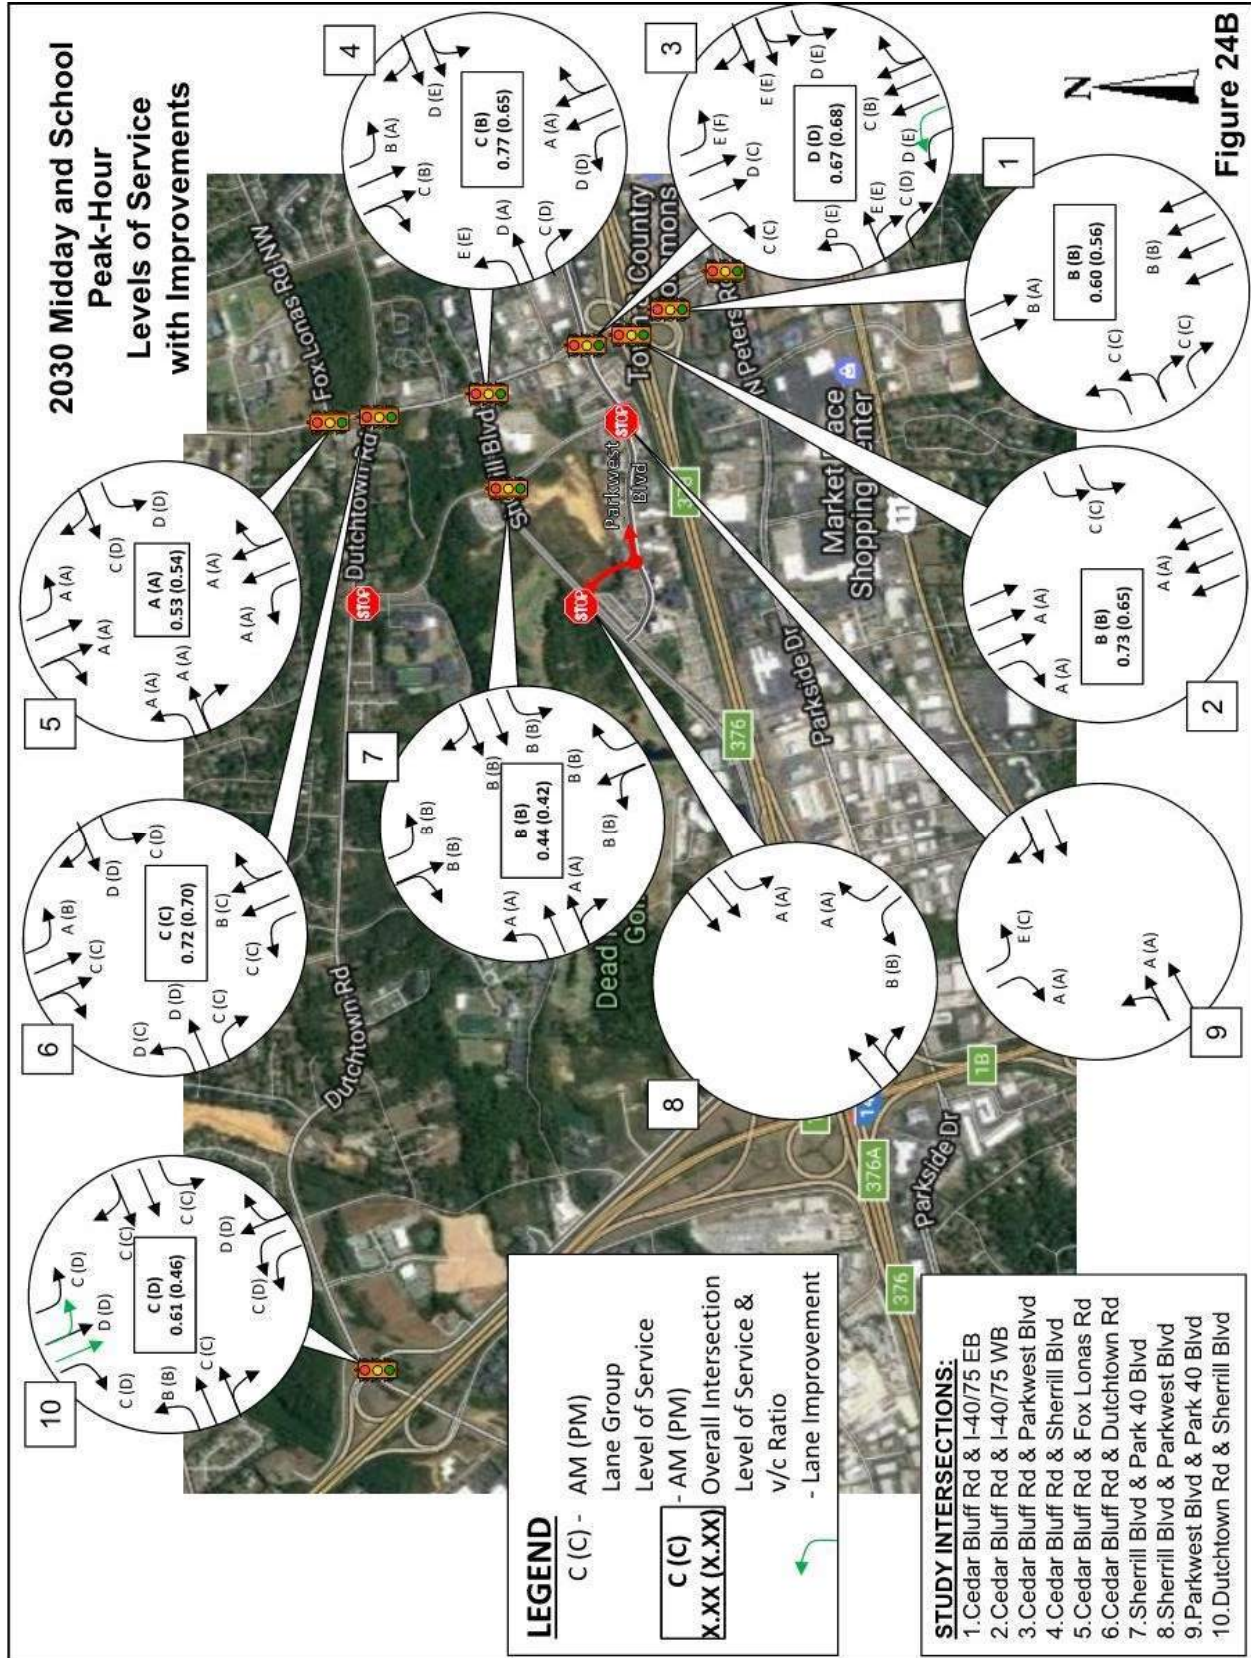 2030 Midday and School
Peak-Hour
Levels of Service
with Improvements
10
C (D)
D (D)
C (D)
B (B)
C (C)
C (C)
C (C)
D (D)
C (D)
C (D)
0.61 (0.46)
6
A (B)
C (C)
D (C)
D (D)
C (C)
D (D)
C (D)
B (C)
C (C)
C (C)
0.72 (0.70)
5
A (A)
A (A)
A (A)
A (A)
C (D)
D (D)
A (A)
A (A)
A (A)
0.53 (0.54)
7
B (B)
B (B)
A (A)
A (A)
B (B)
B (B)
B (B)
B (B)
B (B)
0.44 (0.42)
4
B (A)
C (B)
E (E)
D (A)
C (D)
D (E)
A (A)
D (D)
C (B)
0.77 (0.65)
3
E (F)
D (C)
C (C)
D (E)
E (E)
C (D)
E (E)
D (E)
C (B)
D (E)
D (D)
0.67 (0.68)
8
A (A)
A (A)
B (B)
9
E (C)
A (A)
A (A)
2
A (A)
A (A)
C (C)
A (A)
B (B)
0.73 (0.65)
1
B (A)
C (C)
C (C)
B (B)
B (B)
0.60 (0.56)
Fox Lonas Rd NW
Dutchtown Rd
Dutchtown Rd
Blvd
Parkwest
Blvd
STOP
STOP
STOP
Market Place
Shopping Center
11
Parkside Dr
Parkside Dr
Dead
376
376
376A
1B
N
LEGEND
C (C) - AM (PM)
Lane Group
Level of Service
C (C) - AM (PM)
X.XX (X.XX) Overall Intersection
Level of Service &
v/c Ratio
- Lane Improvement
STUDY INTERSECTIONS:
1.Cedar Bluff Rd & I-40/75 EB
2.Cedar Bluff Rd & I-40/75 WB
3.Cedar Bluff Rd & Parkwest Blvd
4.Cedar Bluff Rd & Sherrill Blvd
5.Cedar Bluff Rd & Fox Lonas Rd
6.Cedar Bluff Rd & Dutchtown Rd
7.Sherrill Blvd & Park 40 Blvd
8.Sherrill Blvd & Parkwest Blvd
9.Parkwest Blvd & Park 40 Blvd
10.Dutchtown Rd & Sherrill Blvd
Figure 24B